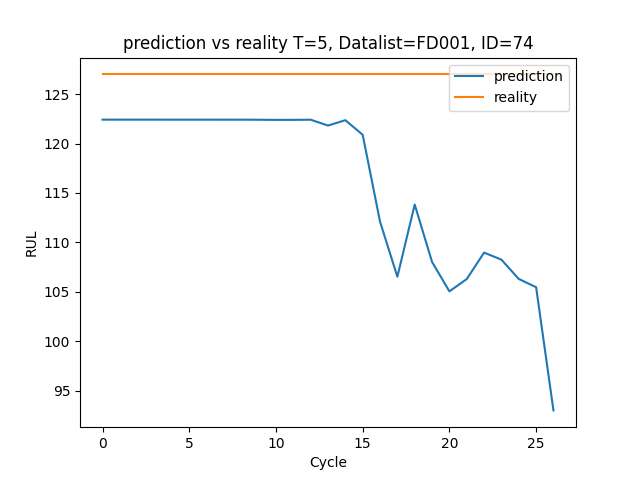 prediction vs reality T=5, Datalist=FD001, ID=74
prediction
reality
125
120
115
110
105
100
95
RUL
0 5 10 15 20 25
Cycle